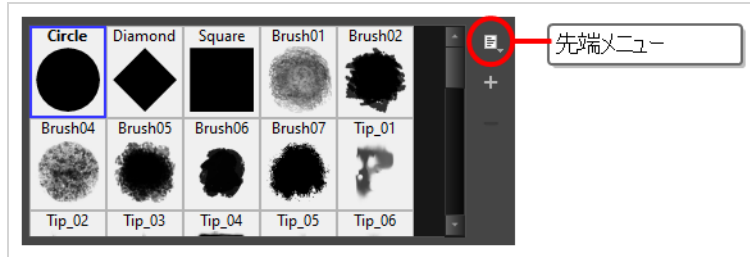 Circle Diamond Square Brush01 Brush02
先端メニュー
Brush04 Brush05 Brush06 Brush07 Tip_01
Tip_02 Tip_03 Tip_04 Tip_05 Tip_06